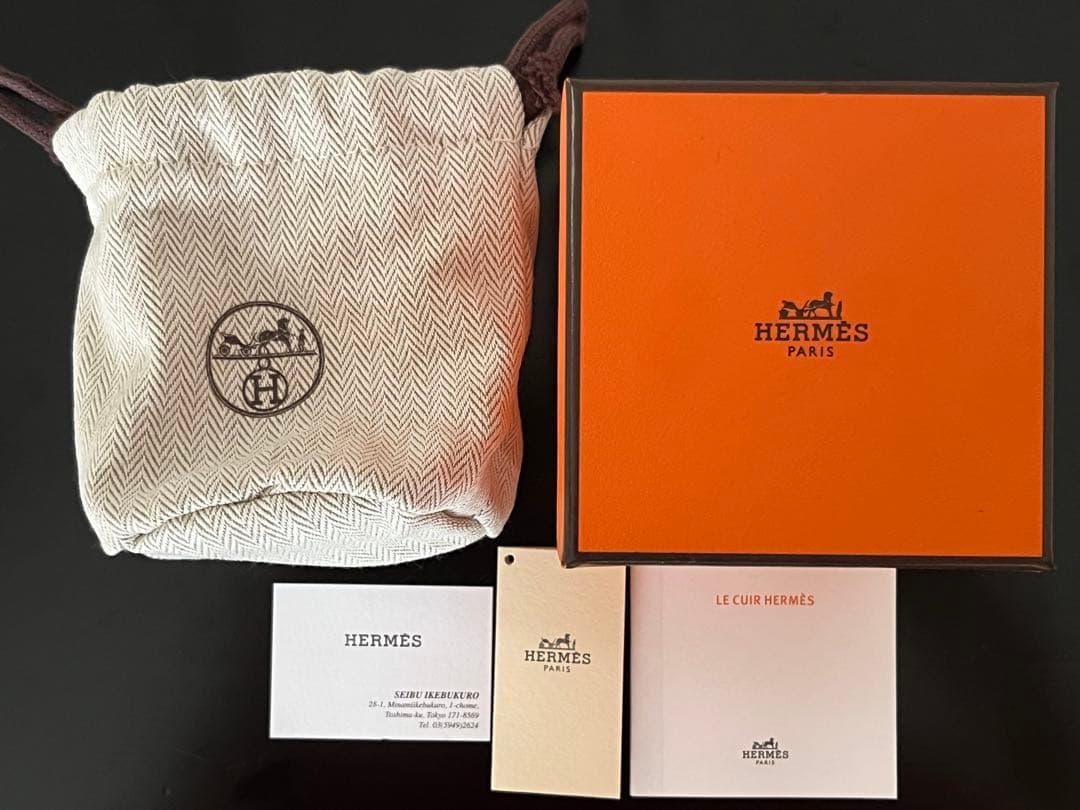 H
HERMÈS
PARIS
HERMÈS
SEIBU IKEBUKURO
28-1, Minamiikebukuro, 1-chome,
Toshima-ku, Tokyo 171-8569
Tel. 03(5949)2624
HERMÈS
PARIS
LE CUIR HERMÈS
HERMÈS
PARIS